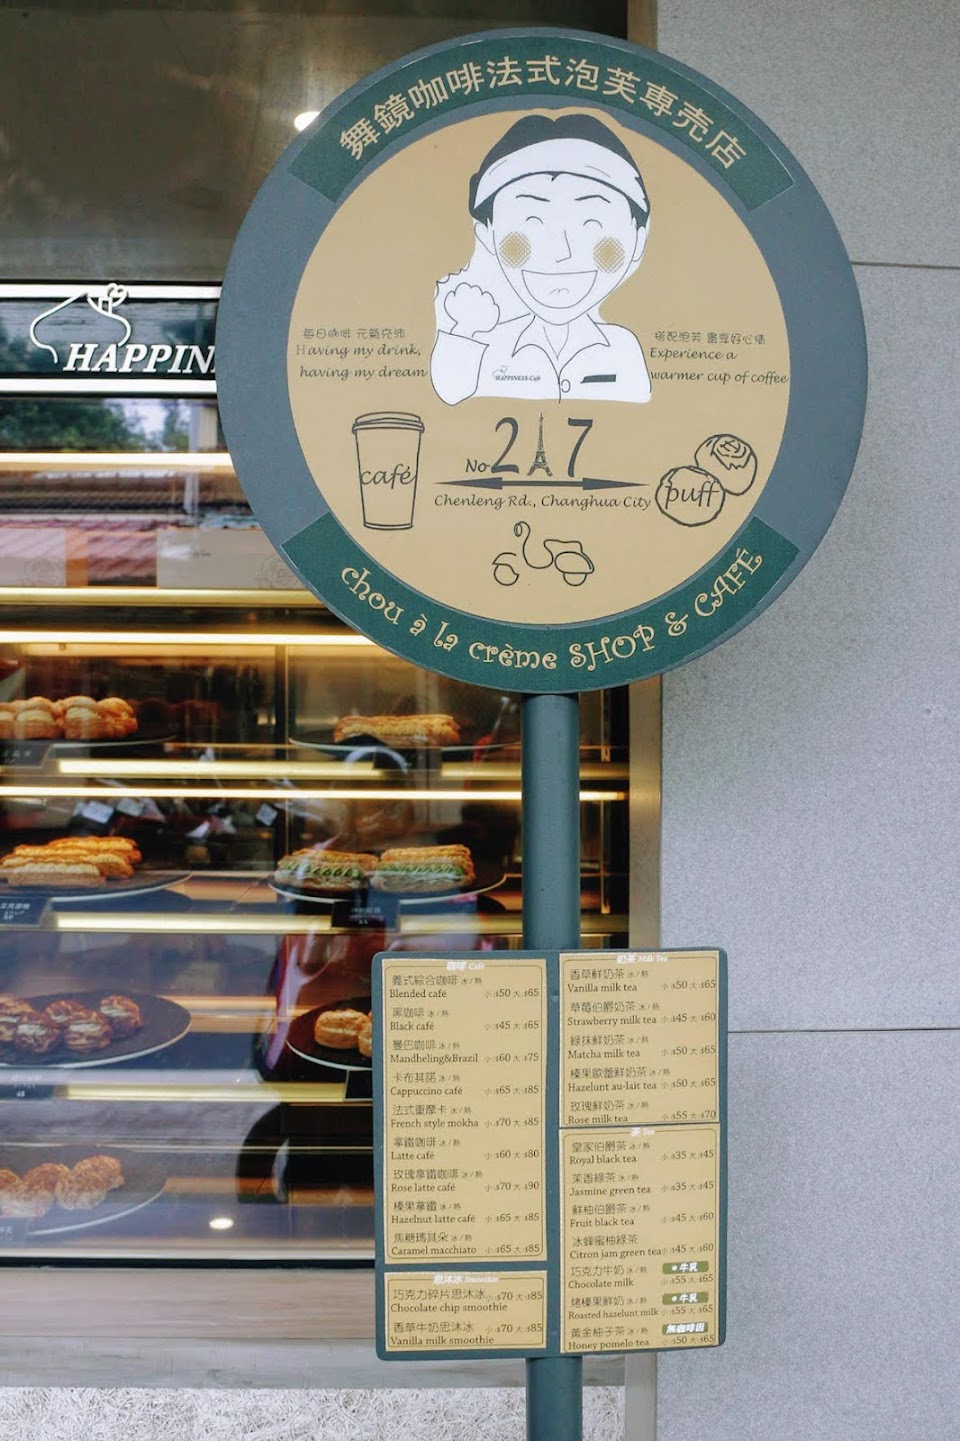 舞鏡咖啡法式泡芙專売店
每日咖啡 元氣充沛
Having my drink,
having my dream
搭配泡芙 畵享好心情
Experience a
warmer cup of coffee
HAPPINESS Café
HAPPIN
café
No 217
puff
Chenleng Rd., Changhua City
chou à la crème SHOP & CAFÉ
咖啡 Café
義式綜合咖啡 冰/熱
Blended café 小$50 大$65
黑咖啡 冰/熱
Black café 小$45 大$65
曼巴咖啡 冰/熱
Mandheling&Brazil 小$60 大$75
卡布其諾 冰/熱
Cappuccino café 小$65 大$85
法式重摩卡 冰/熱
French style mokha 小$70 大$85
拿鐵咖啡 冰/熱
Latte café 小$60 大$80
玫瑰拿鐵咖啡 冰/熱
Rose latte café 小$70 大$90
榛果拿鐵 冰/熱
Hazelnut latte café 小$65 大$85
焦糖瑪其朵 冰/熱
Caramel macchiato 小$65 大$85
思沐冰 Smoothie
巧克力碎片思沐冰 小$70 大$85
Chocolate chip smoothie
香草牛奶思沐冰 小$70 大$85
Vanilla milk smoothie
奶茶 Milk Tea
香草鮮奶茶 冰/熱
Vanilla milk tea 小$50 大$65
草莓伯爵奶茶 冰/熱
Strawberry milk tea 小$45 大$60
綠抹鮮奶茶 冰/熱
Matcha milk tea 小$50 大$65
榛果歐蕾鮮奶茶 冰/熱
Hazelunt au-lait tea 小$50 大$65
玫瑰鮮奶茶 冰/熱
Rose milk tea 小$55 大$70
茶 Tea
皇家伯爵茶 冰/熱
Royal black tea 小$35 大$45
茉香綠茶 冰/熱
Jasmine green tea 小$35 大$45
鮮柚伯爵茶 冰/熱
Fruit black tea 小$45 大$60
冰蜂蜜柚綠茶
Citron jam green tea 小$45 大$60
巧克力牛奶 冰/熱 *牛乳
Chocolate milk 小$55 大$65
烤榛果鮮奶 冰/熱 *牛乳
Roasted hazelunt milk 小$55 大$65
黃金柚子茶 冰/熱 無咖啡因
Honey pomelo tea 小$50 大$65